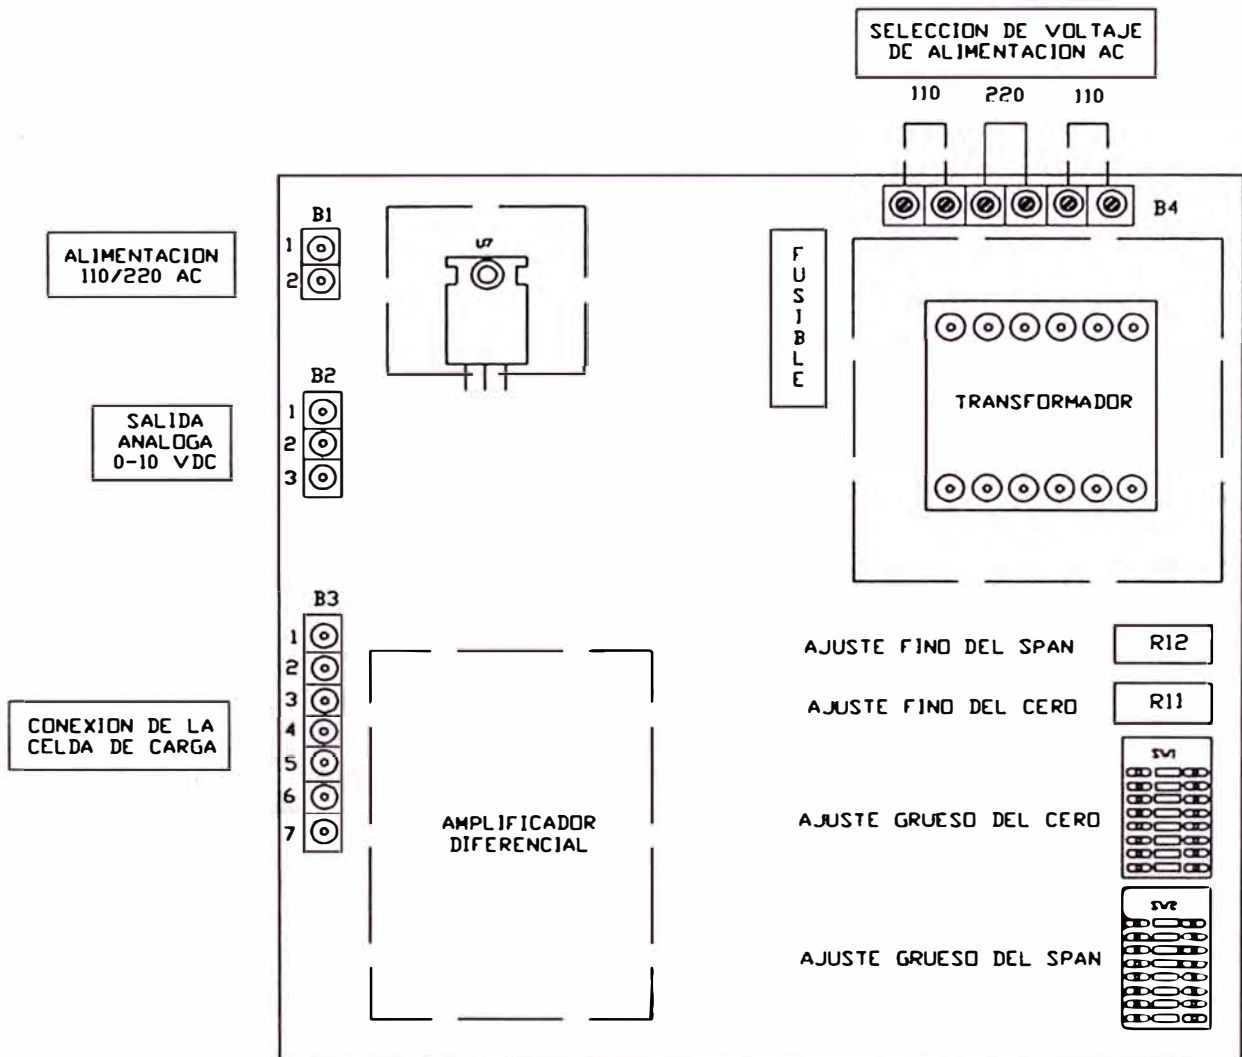 SELECCION DE VOLTAJE
DE ALIMENTACION AC
110 220 110
B4
B1
1
2
ALIMENTACION
110/220 AC
U7
FUSIBLE
TRANSFORMADOR
B2
1
2
3
SALIDA
ANALOGA
0-10 VDC
B3
1
2
3
4
5
6
7
CONEXION DE LA
CELDA DE CARGA
AMPLIFICADOR
DIFERENCIAL
AJUSTE FINO DEL SPAN R12
AJUSTE FINO DEL CERO R11
SW1
AJUSTE GRUESO DEL CERO
SW2
AJUSTE GRUESO DEL SPAN